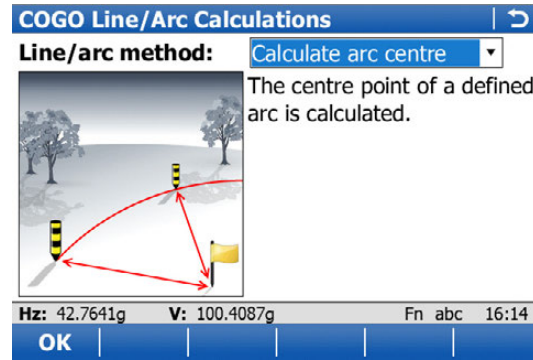 COGO Line/Arc Calculations
Line/arc method: Calculate arc centre
The centre point of a defined
arc is calculated.
Hz: 42.7641g V: 100.4087g Fn abc 16:14
OK